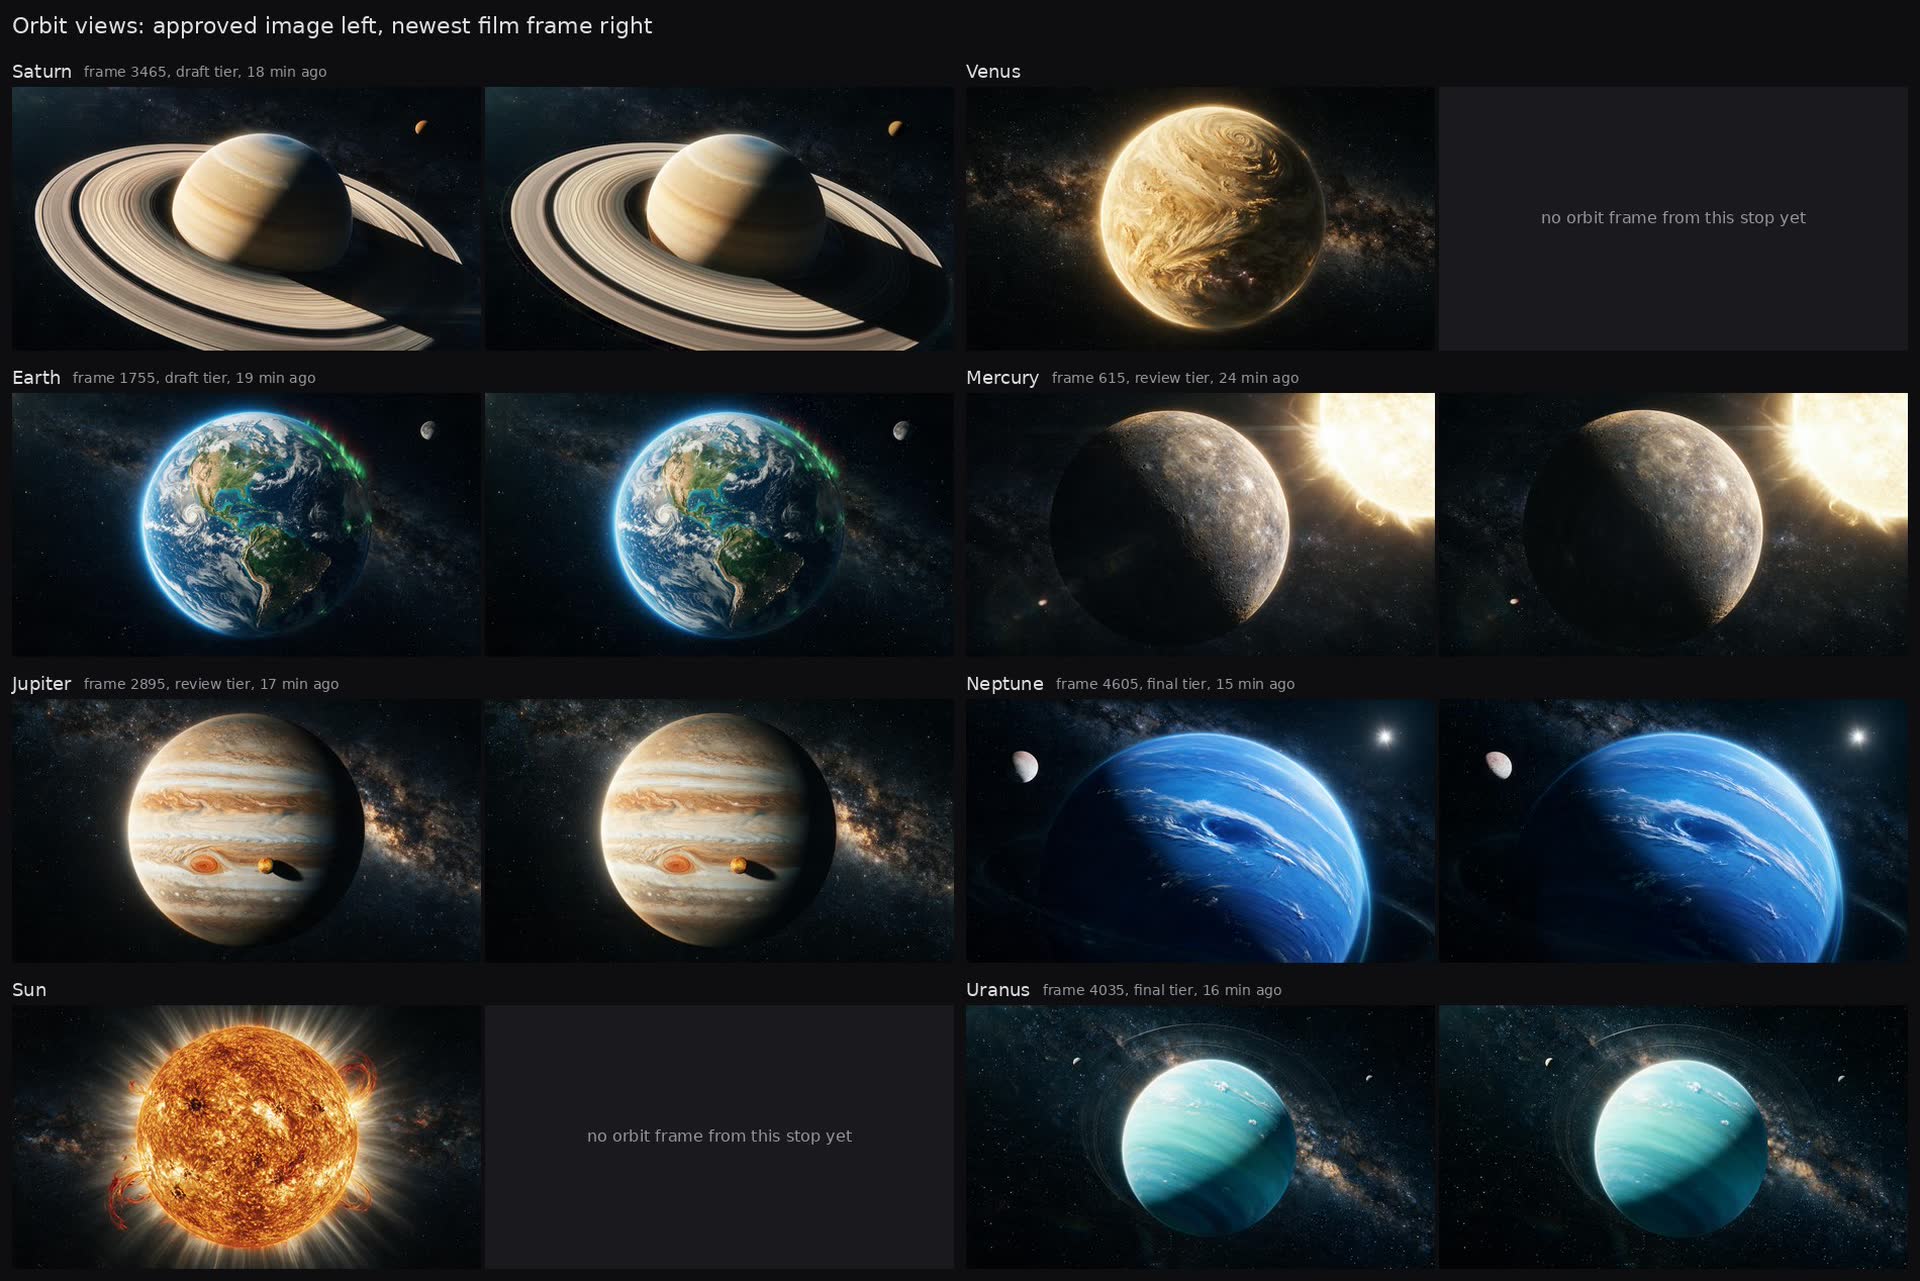 Orbit views: approved image left, newest film frame right
Saturn frame 3465, draft tier, 18 min ago
Venus
no orbit frame from this stop yet
Earth frame 1755, draft tier, 19 min ago
Mercury frame 615, review tier, 24 min ago
Jupiter frame 2895, review tier, 17 min ago
Neptune frame 4605, final tier, 15 min ago
Sun
no orbit frame from this stop yet
Uranus frame 4035, final tier, 16 min ago